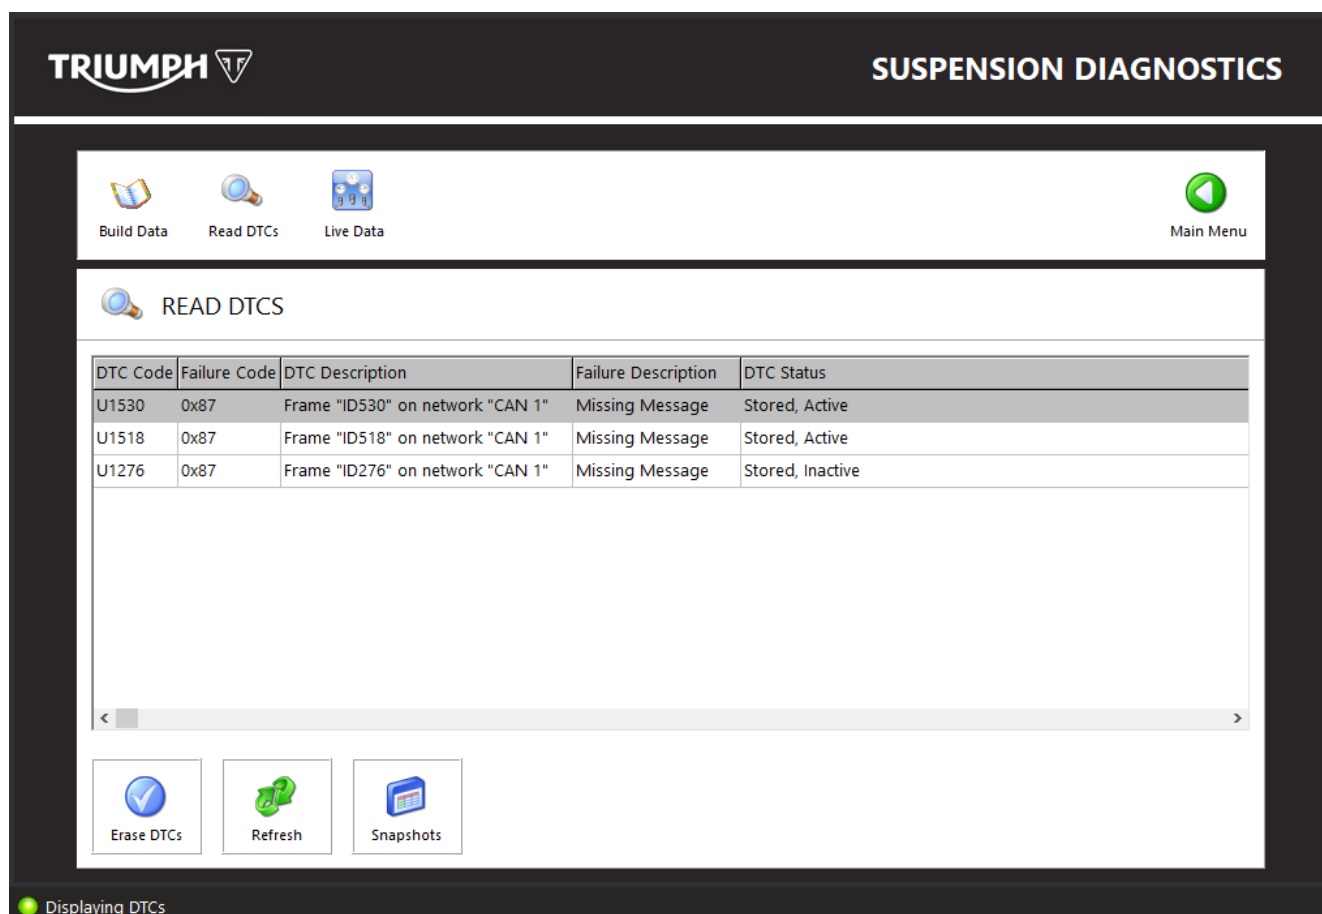 TRIUMPH
SUSPENSION DIAGNOSTICS
Build Data Read DTCs Live Data Main Menu
READ DTCS
DTC Code Failure Code DTC Description Failure Description DTC Status
U1530 0x87 Frame "ID530" on network "CAN 1" Missing Message Stored, Active
U1518 0x87 Frame "ID518" on network "CAN 1" Missing Message Stored, Active
U1276 0x87 Frame "ID276" on network "CAN 1" Missing Message Stored, Inactive
Erase DTCs Refresh Snapshots
Displaying DTCs